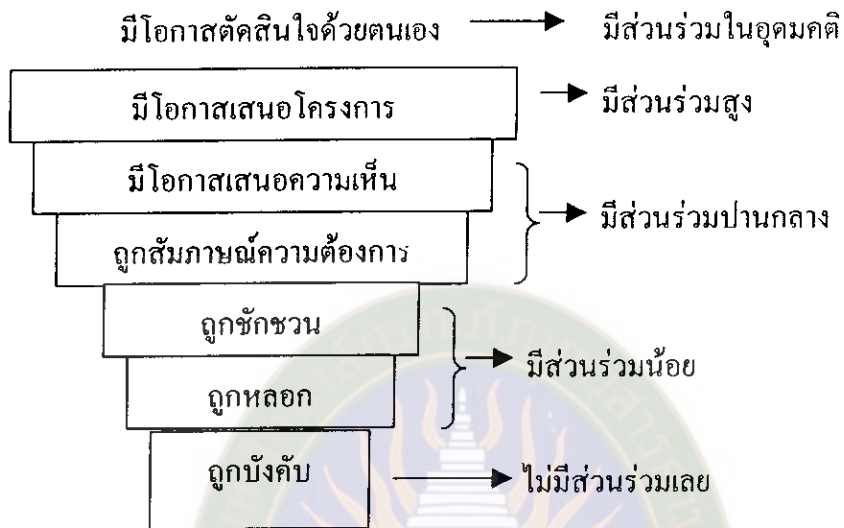 มีโอกาสตัดสินใจด้วยตนเอง มีส่วนร่วมในอุดมคติ
มีโอกาสเสนอโครงการ มีส่วนร่วมสูง
มีโอกาสเสนอความเห็น
มีส่วนร่วมปานกลาง
ถูกสัมภาษณ์ความต้องการ
ถูกชักชวน
มีส่วนร่วมน้อย
ถูกหลอก
ถูกบังคับ ไม่มีส่วนร่วมเลย